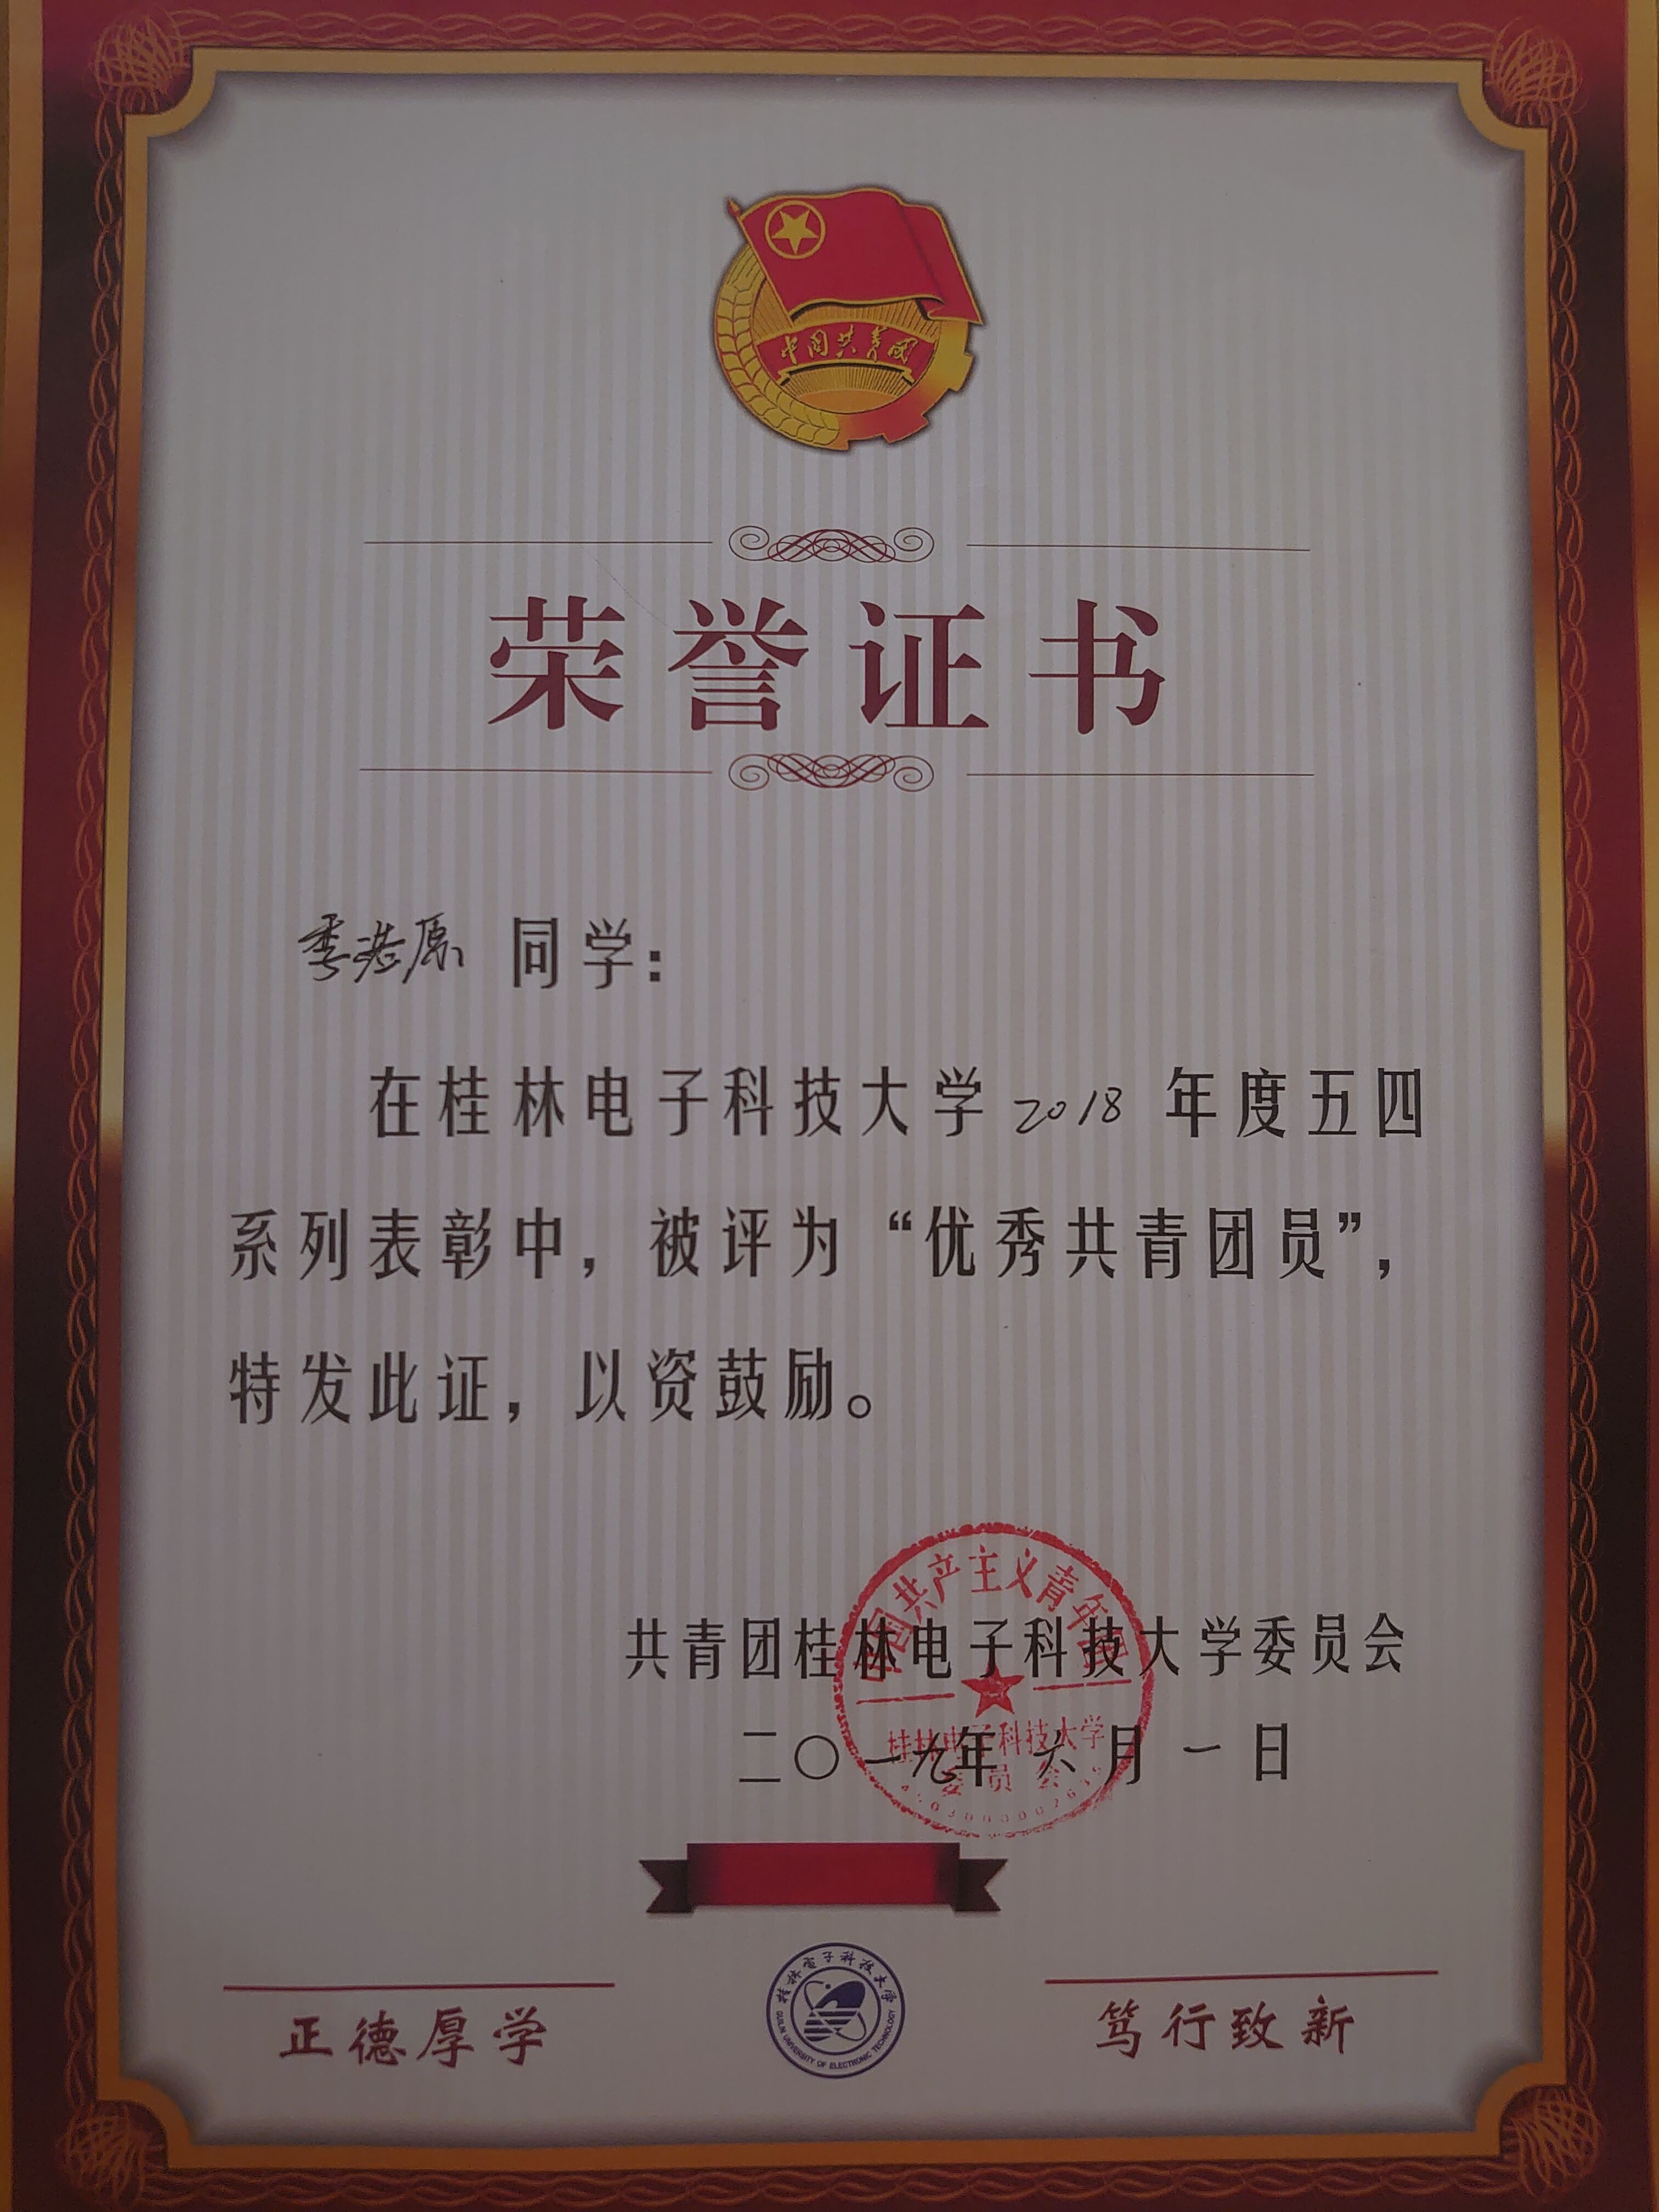 中国共青团
荣誉证书
季浩原 同学：
在桂林电子科技大学 2018 年度五四
系列表彰中，被评为“优秀共青团员”，
特发此证，以资鼓励。
中国共产主义青年团
共青团桂林电子科技大学委员会
桂林电子科技大学
二〇一九年 六月 一日
委员会
正德厚学
桂林电子科技大学
GUILIN UNIVERSITY OF ELECTRONIC TECHNOLOGY
笃行致新